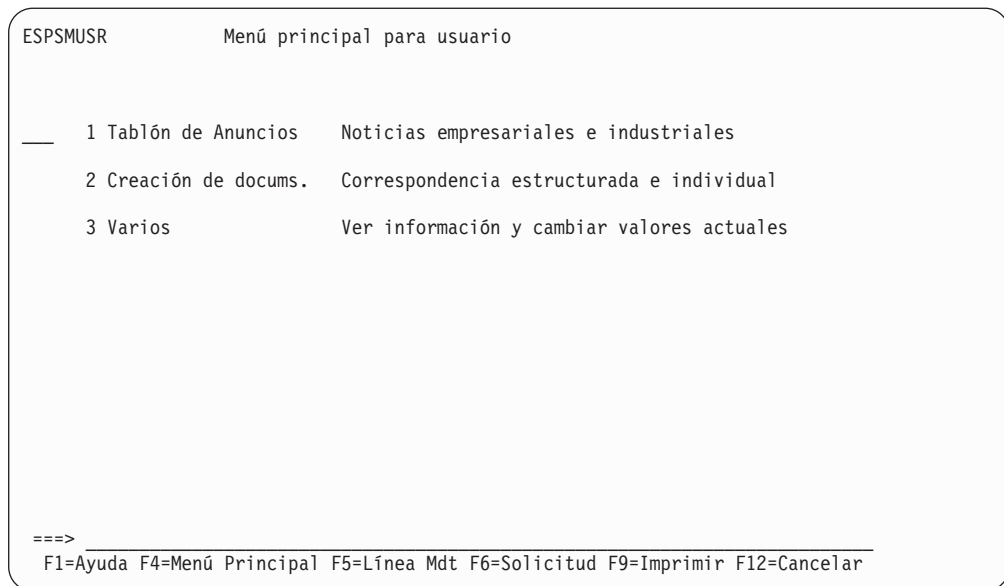 ESPSMUSR Menú principal para usuario
___ 1 Tablón de Anuncios Noticias empresariales e industriales
2 Creación de docums. Correspondencia estructurada e individual
3 Varios Ver información y cambiar valores actuales
===> ___________________________________________________________________________
F1=Ayuda F4=Menú Principal F5=Línea Mdt F6=Solicitud F9=Imprimir F12=Cancelar